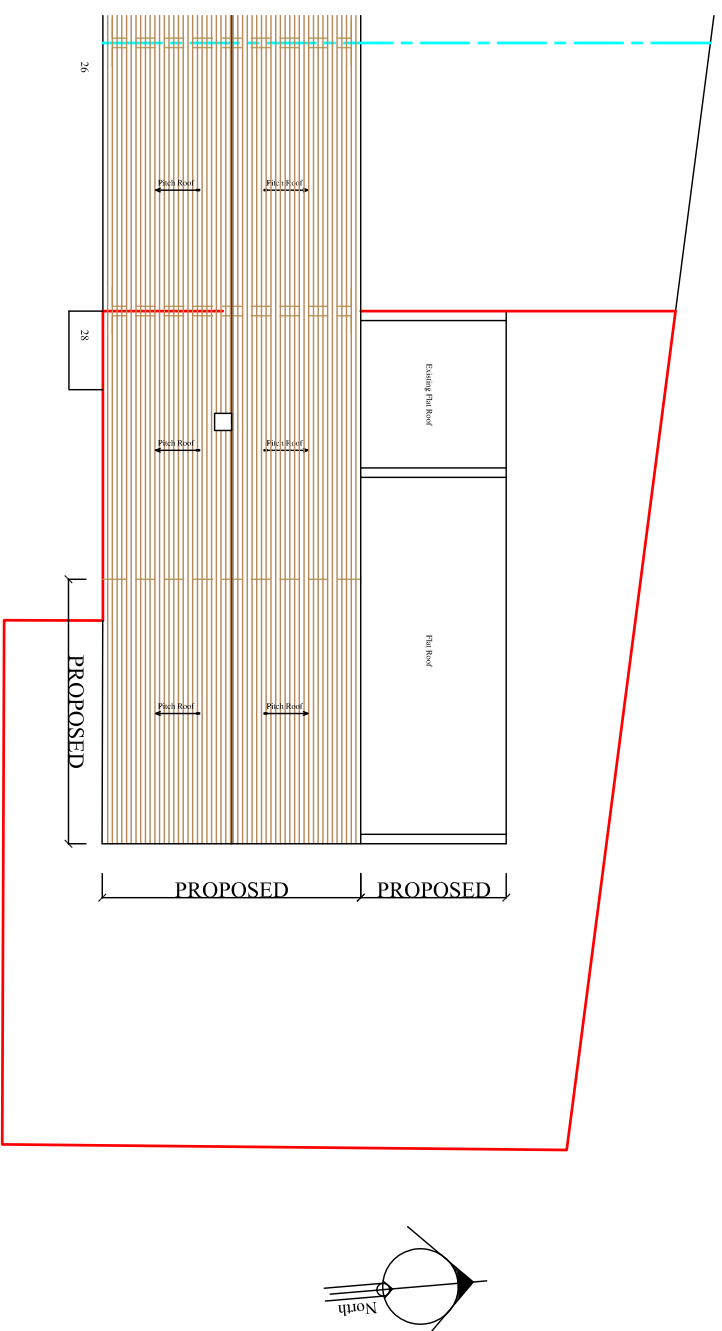 26
Pitch Roof
Pitch Roof
28
Existing Flat Roof
Pitch Roof
Pitch Roof
PROPOSED
Flat Roof
Pitch Roof
Pitch Roof
PROPOSED
PROPOSED
North